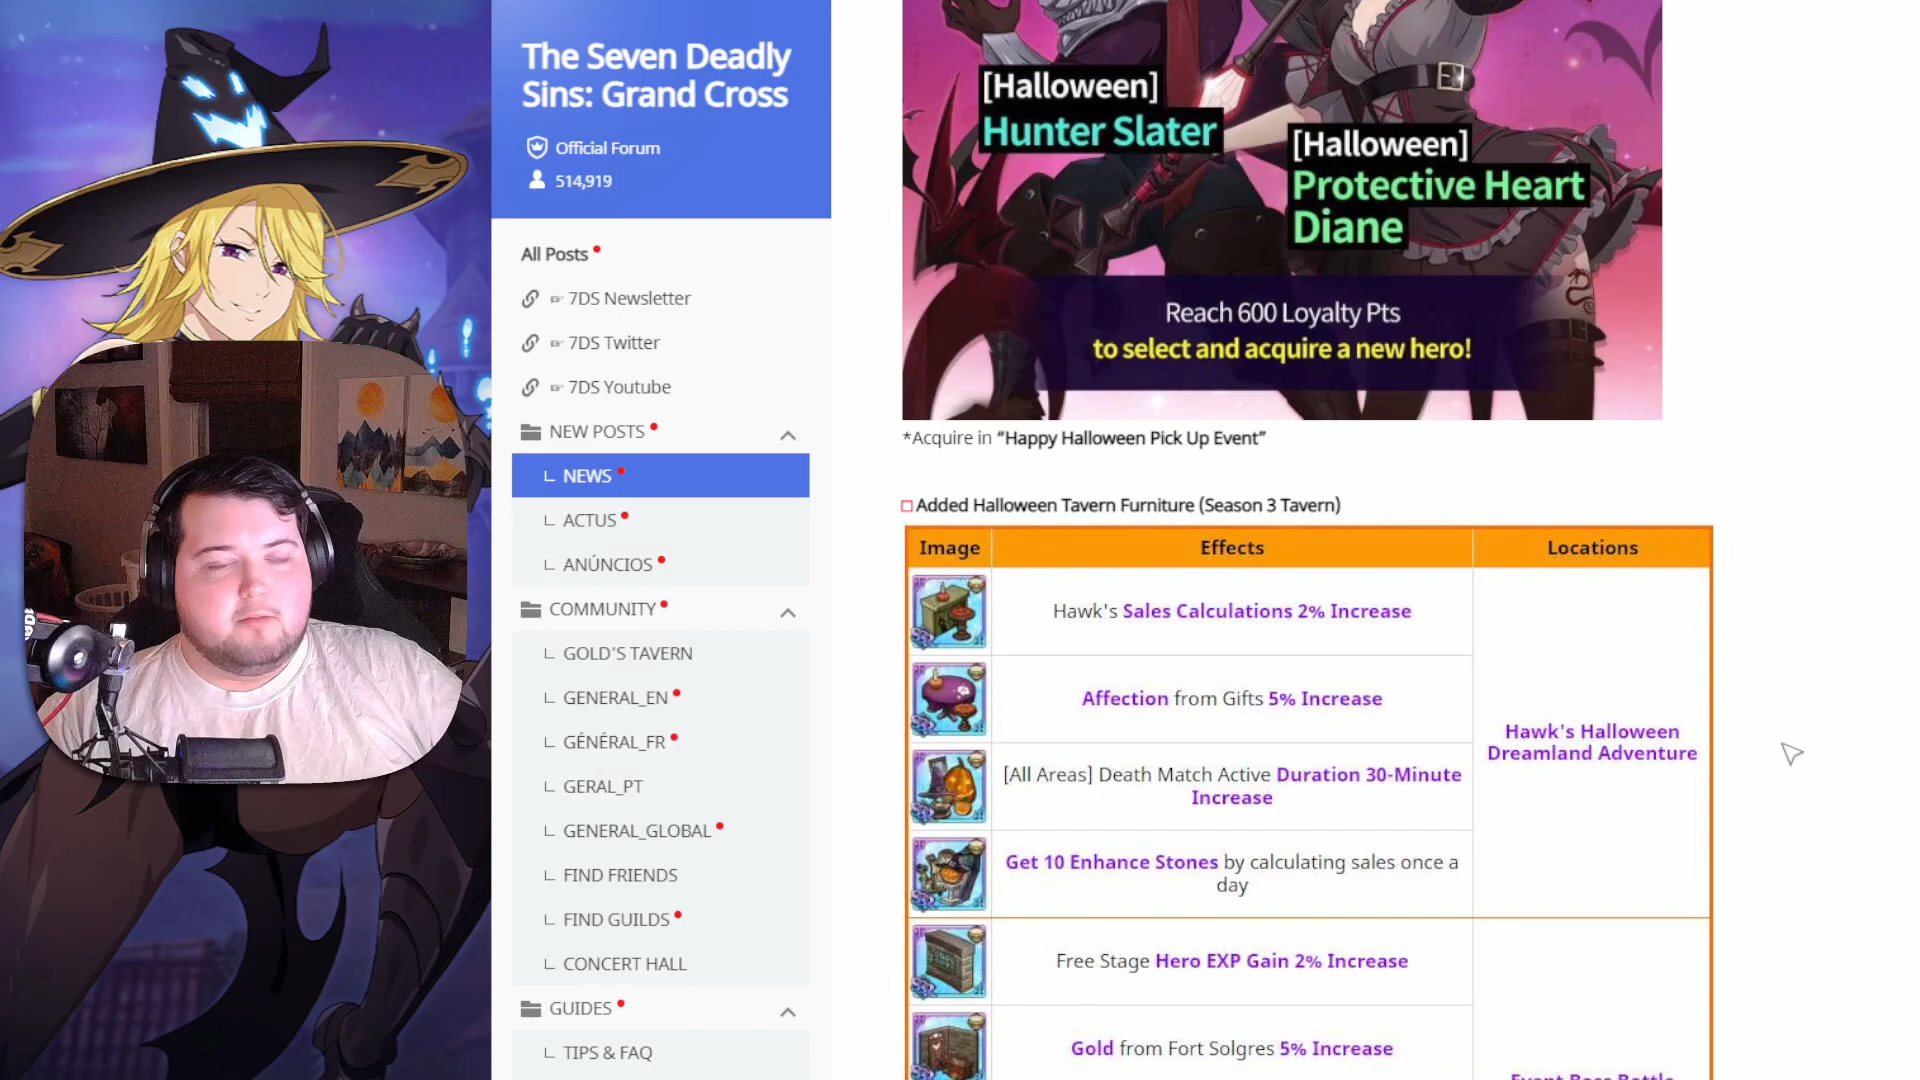 The Seven Deadly
Sins: Grand Cross
Official Forum
514,919
All Posts
7DS Newsletter
7DS Twitter
7DS Youtube
NEW POSTS
NEWS
ACTUS
ANÚNCIOS
COMMUNITY
GOLD'S TAVERN
GENERAL_EN
GÉNÉRAL_FR
GERAL_PT
GENERAL_GLOBAL
FIND FRIENDS
FIND GUILDS
CONCERT HALL
GUIDES
TIPS & FAQ
[Halloween]
Hunter Slater
[Halloween]
Protective Heart
Diane
Reach 600 Loyalty Pts
to select and acquire a new hero!
*Acquire in “Happy Halloween Pick Up Event”
Added Halloween Tavern Furniture (Season 3 Tavern)
Image Effects Locations
Hawk's Sales Calculations 2% Increase
Affection from Gifts 5% Increase
[All Areas] Death Match Active Duration 30-Minute
Increase
Get 10 Enhance Stones by calculating sales once a
day
Hawk's Halloween
Dreamland Adventure
Free Stage Hero EXP Gain 2% Increase
Gold from Fort Solgres 5% Increase
Event Boss Battle